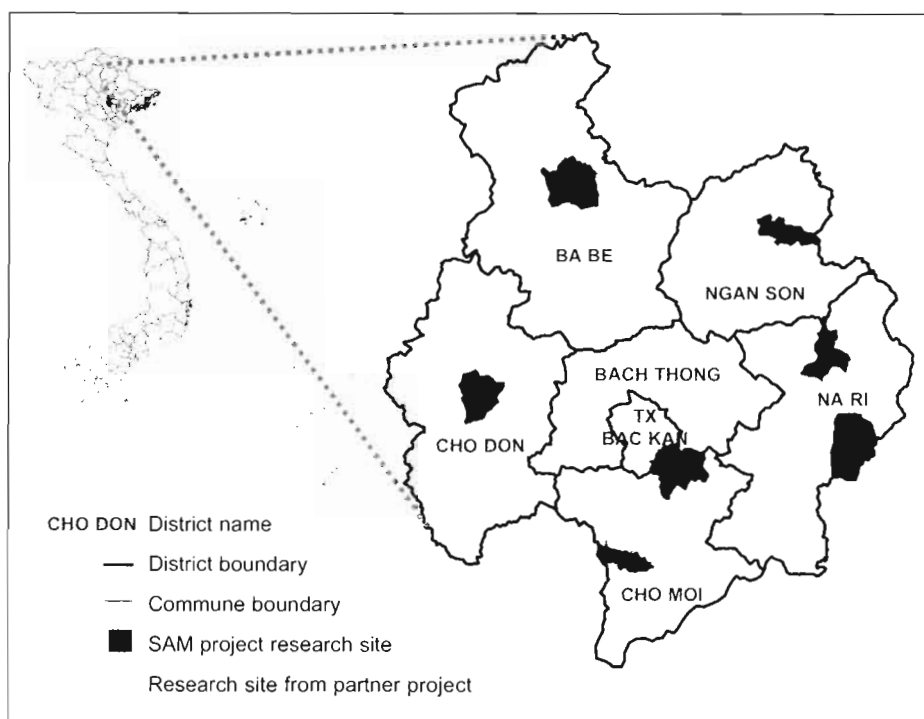 BA BE
NGAN SON
BACH THONG
TX
BAC KAN
NA RI
CHO DON
CHO MOI
CHO DON District name
District boundary
Commune boundary
SAM project research site
Research site from partner project